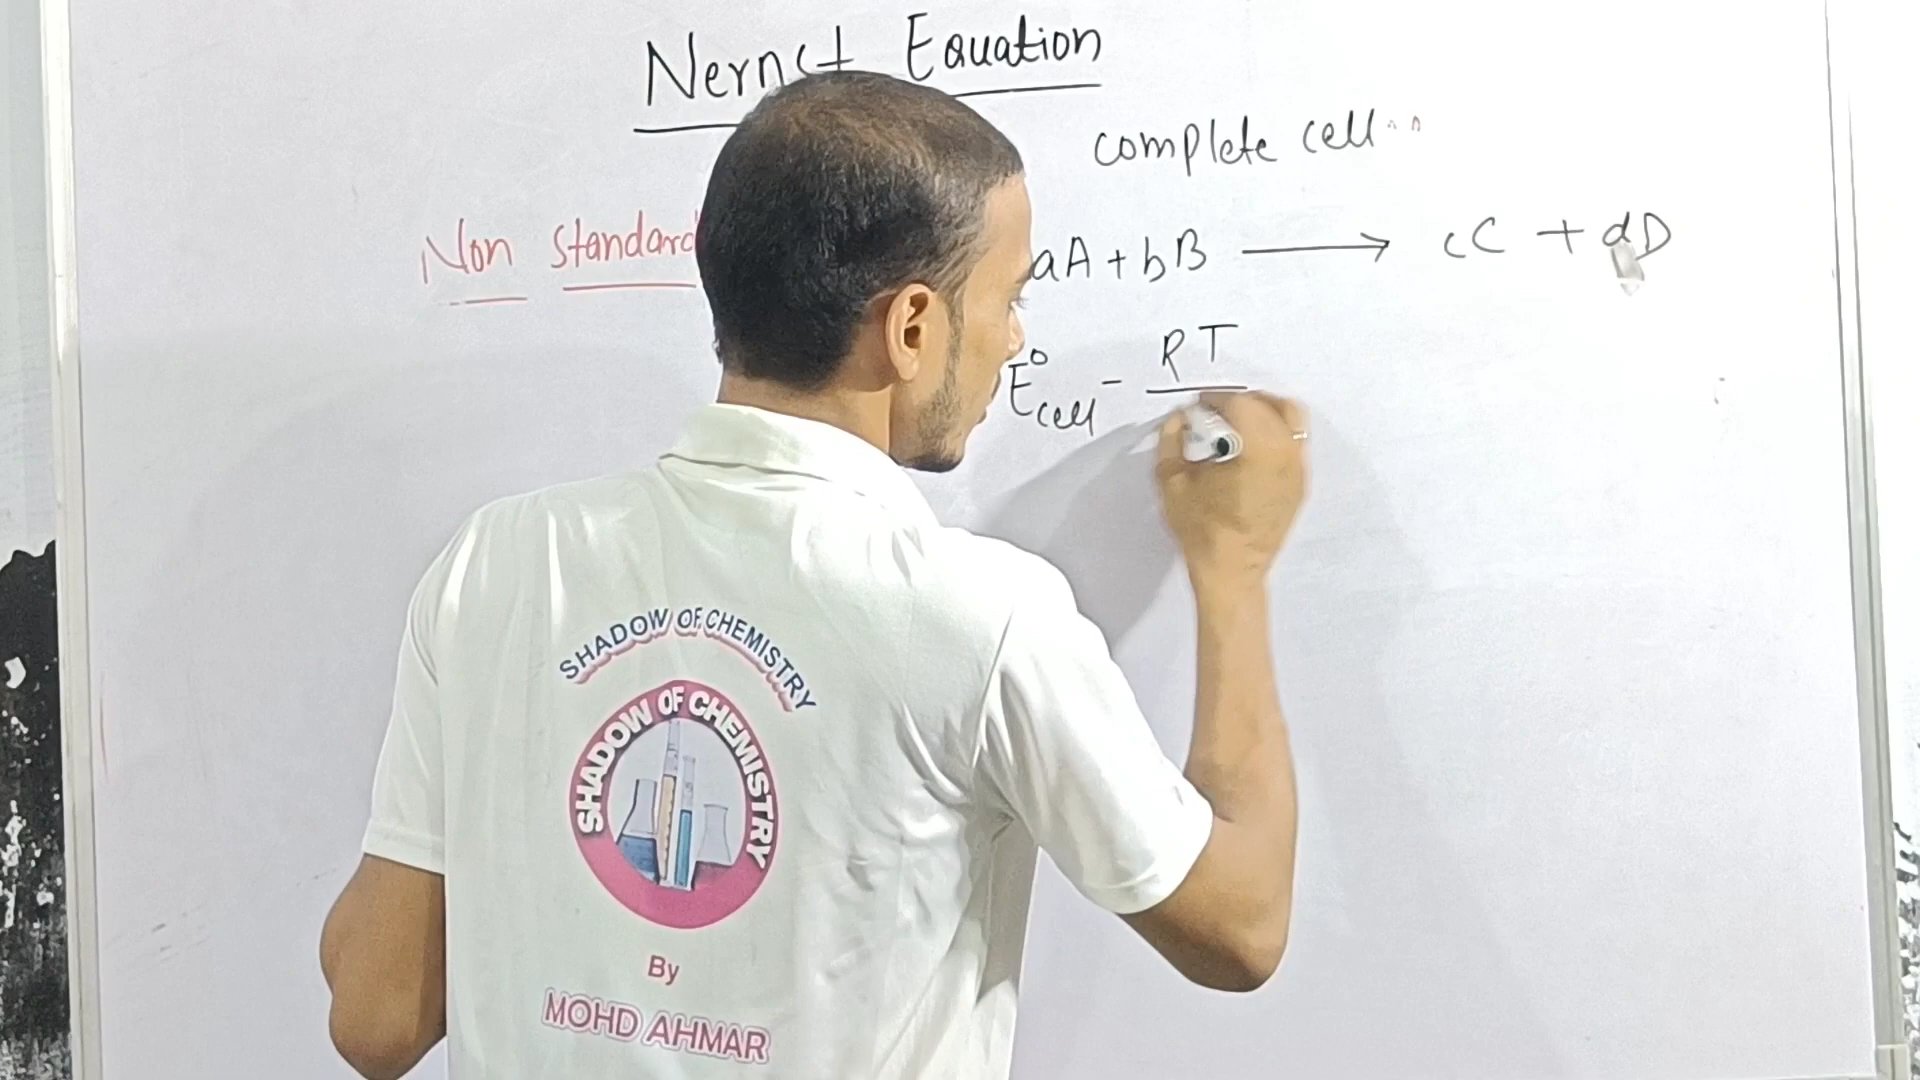 Nernst Equation
complete cell
Non standard
aA + bB ⟶ cC + dD
E°cell - RT
SHADOW OF CHEMISTRY
SHADOW OF CHEMISTRY
By
MOHD AHMAR